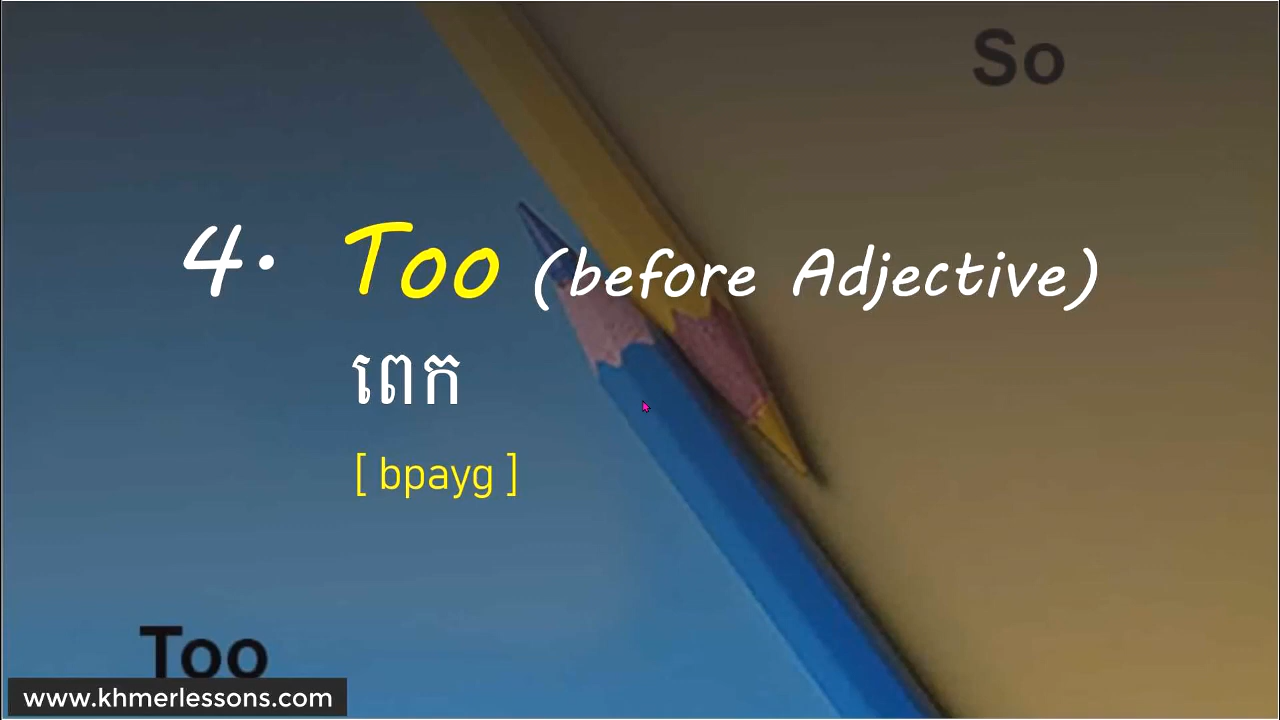 So
4. Too (before Adjective)
ពេក
[ bpayg ]
Too
www.khmerlessons.com